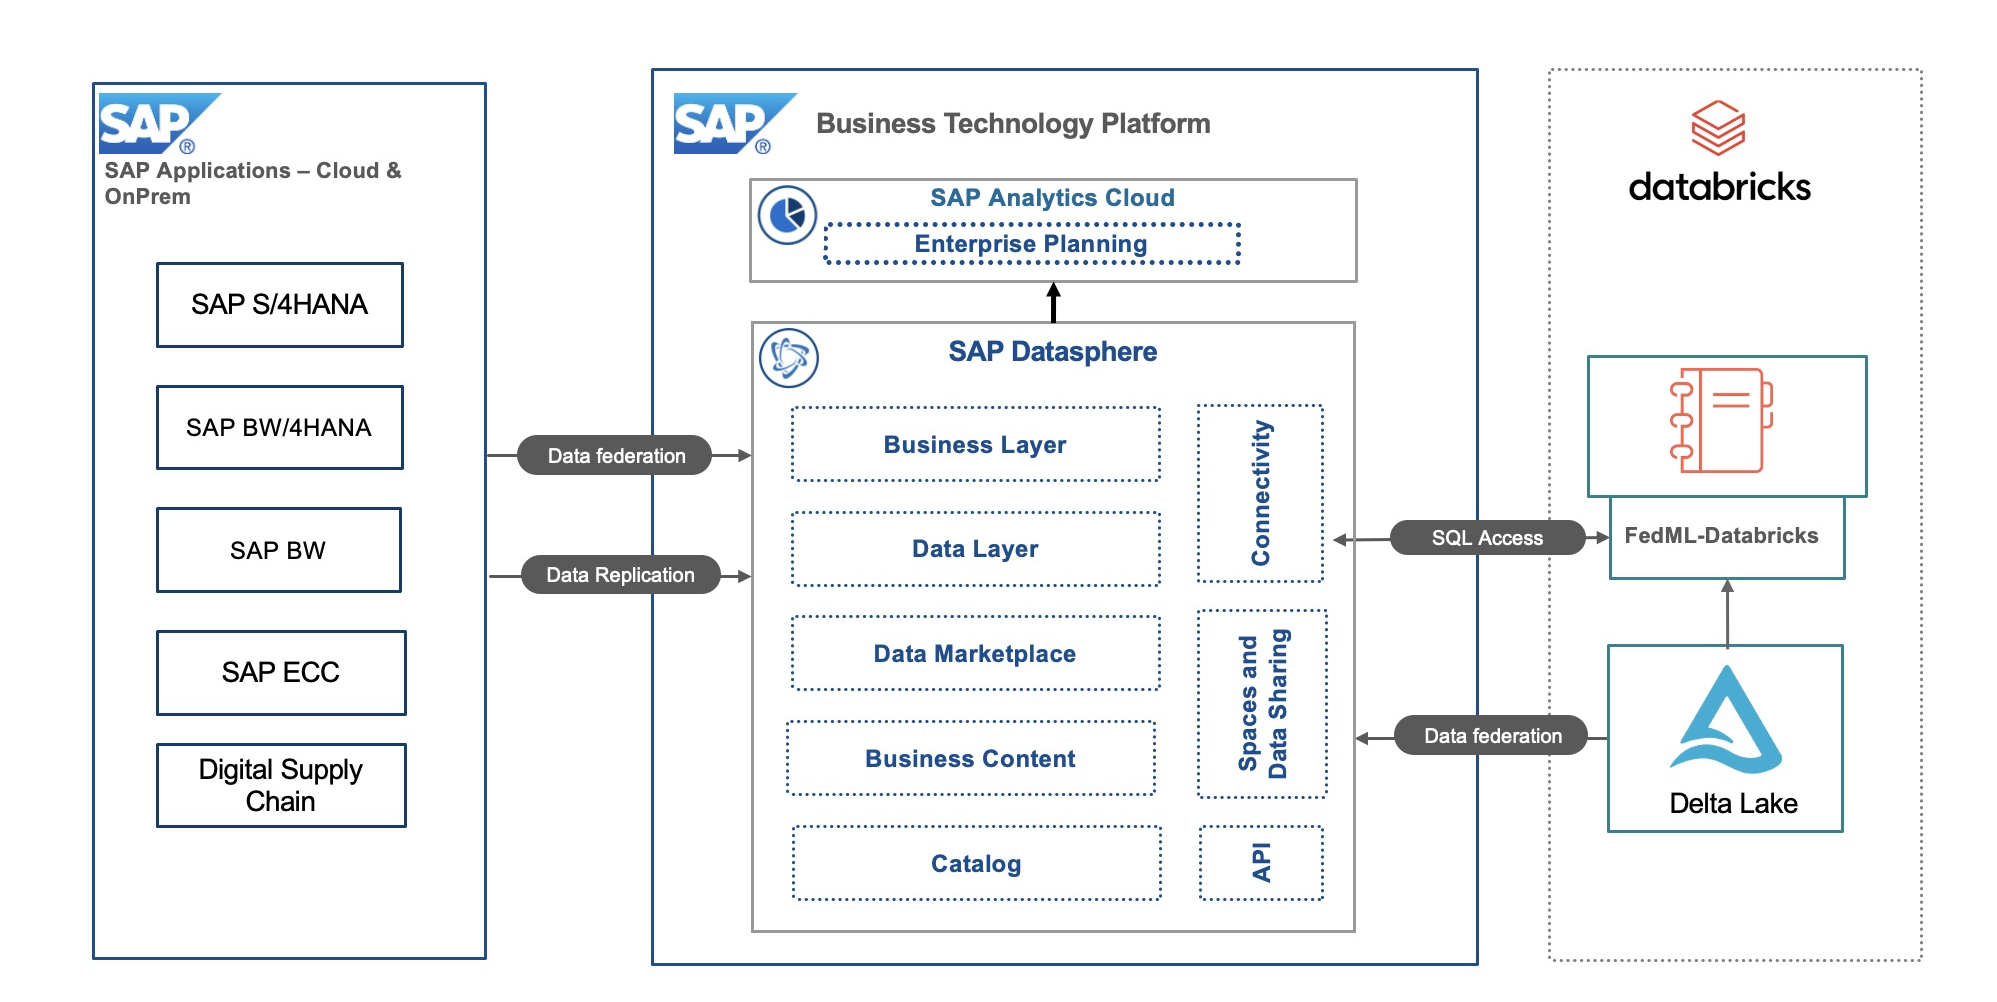 SAP®
SAP Applications – Cloud &
OnPrem
SAP S/4HANA
SAP BW/4HANA
SAP BW
SAP ECC
Digital Supply
Chain
Data federation
Data Replication
SAP®
Business Technology Platform
SAP Analytics Cloud
Enterprise Planning
SAP Datasphere
Business Layer
Data Layer
Data Marketplace
Business Content
Catalog
Connectivity
Spaces and
Data Sharing
API
SQL Access
Data federation
databricks
FedML-Databricks
Delta Lake